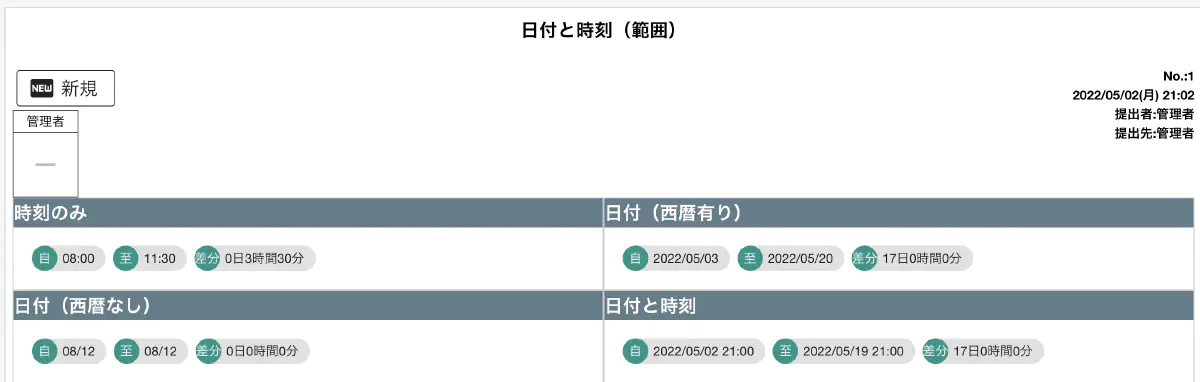 日付と時刻（範囲）
NEW 新規
No.:1
2022/05/02(月) 21:02
提出者:管理者
提出先:管理者
管理者
時刻のみ
自 08:00 至 11:30 差分 0日3時間30分
日付（西暦有り）
自 2022/05/03 至 2022/05/20 差分 17日0時間0分
日付（西暦なし）
自 08/12 至 08/12 差分 0日0時間0分
日付と時刻
自 2022/05/02 21:00 至 2022/05/19 21:00 差分 17日0時間0分